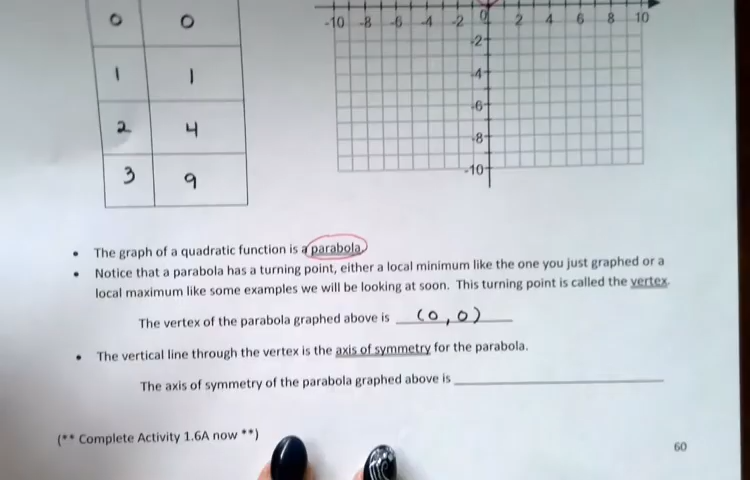 0 0
1 1
2 4
3 9
-10 -8 -6 -4 -2 0 2 4 6 8 10
-2
-4
-6
-8
-10
• The graph of a quadratic function is a parabola.
• Notice that a parabola has a turning point, either a local minimum like the one you just graphed or a
local maximum like some examples we will be looking at soon. This turning point is called the vertex.
The vertex of the parabola graphed above is (0,0)
• The vertical line through the vertex is the axis of symmetry for the parabola.
The axis of symmetry of the parabola graphed above is
(** Complete Activity 1.6A now **)
60